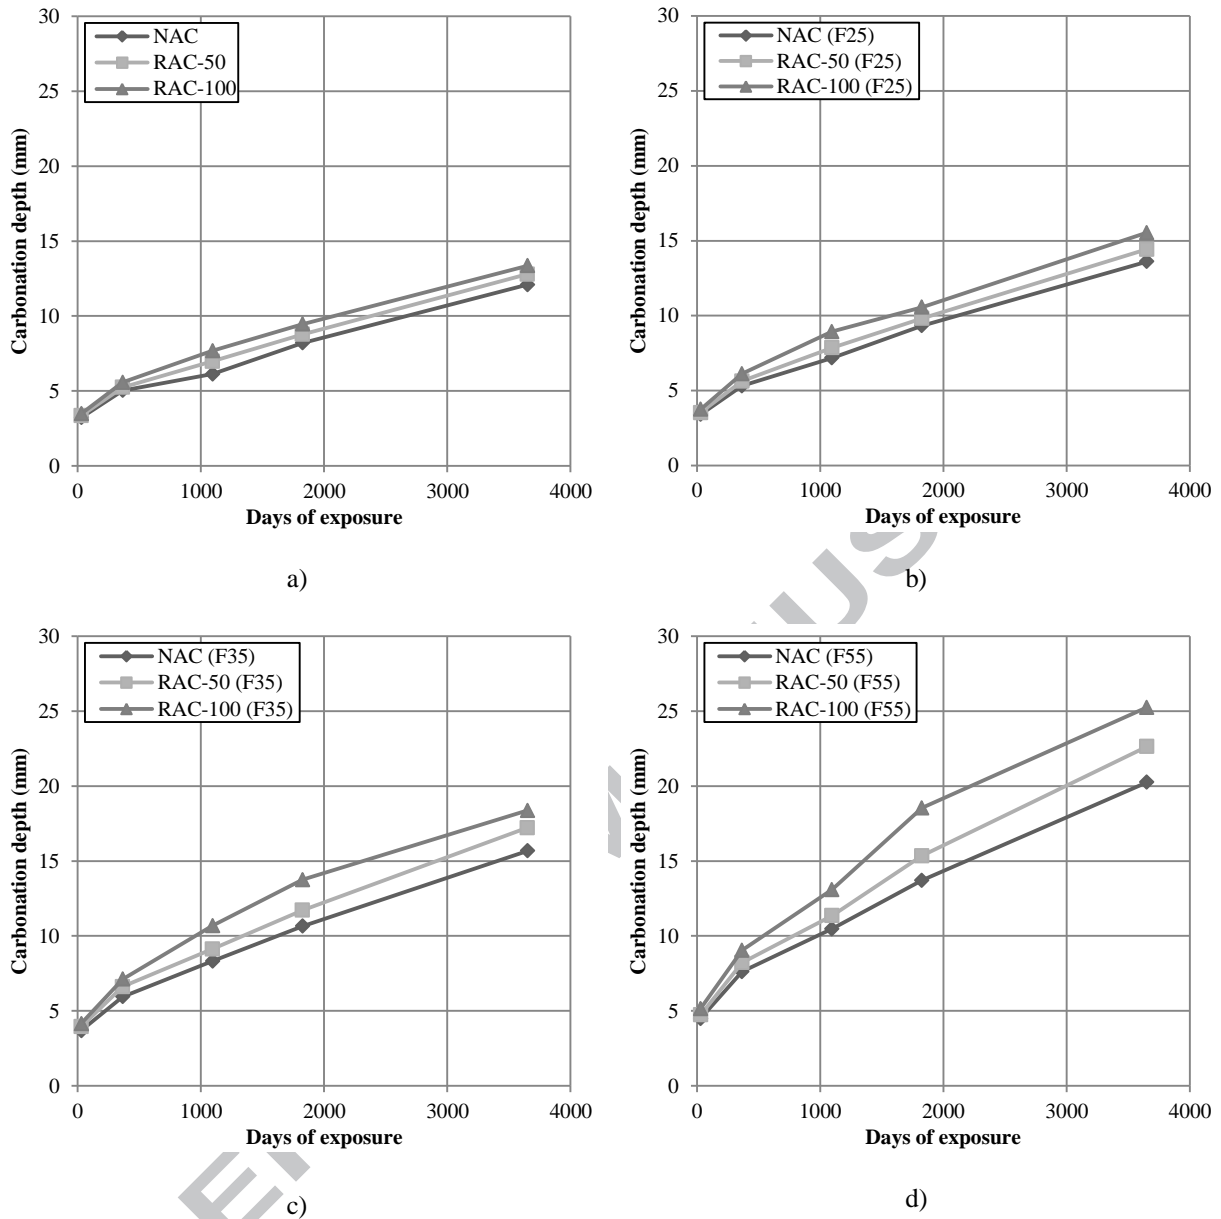 30
25
20
15
10
5
0
Carbonation depth (mm)
NAC
RAC-50
RAC-100
0 1000 2000 3000 4000
Days of exposure
a)
30
25
20
15
10
5
0
Carbonation depth (mm)
NAC (F25)
RAC-50 (F25)
RAC-100 (F25)
0 1000 2000 3000 4000
Days of exposure
b)
30
25
20
15
10
5
0
Carbonation depth (mm)
NAC (F35)
RAC-50 (F35)
RAC-100 (F35)
0 1000 2000 3000 4000
Days of exposure
c)
30
25
20
15
10
5
0
Carbonation depth (mm)
NAC (F55)
RAC-50 (F55)
RAC-100 (F55)
0 1000 2000 3000 4000
Days of exposure
d)